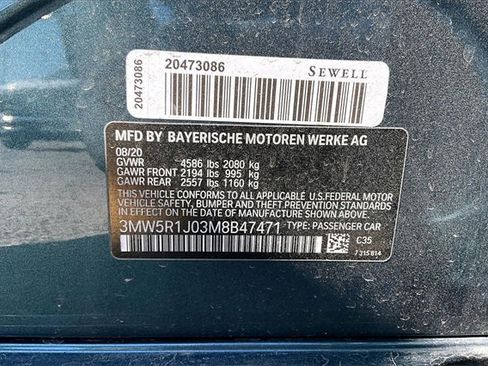 20473086
20473086 SEWELL
MFD BY BAYERISCHE MOTOREN WERKE AG
08/20
GVWR 4586 lbs 2080 kg
GAWR FRONT 2194 lbs 995 kg
GAWR REAR 2557 lbs 1160 kg
THIS VEHICLE CONFORMS TO ALL APPLICABLE U.S.FEDERAL MOTOR
VEHICLE SAFETY, BUMPER AND THEFT PREVENTION STANDARDS IN
EFFECT ON THE DATE OF MANUFACTURE SHOWN ABOVE.
3MW5R1J03M8B47471 TYPE: PASSENGER CAR
C35
7 315 814